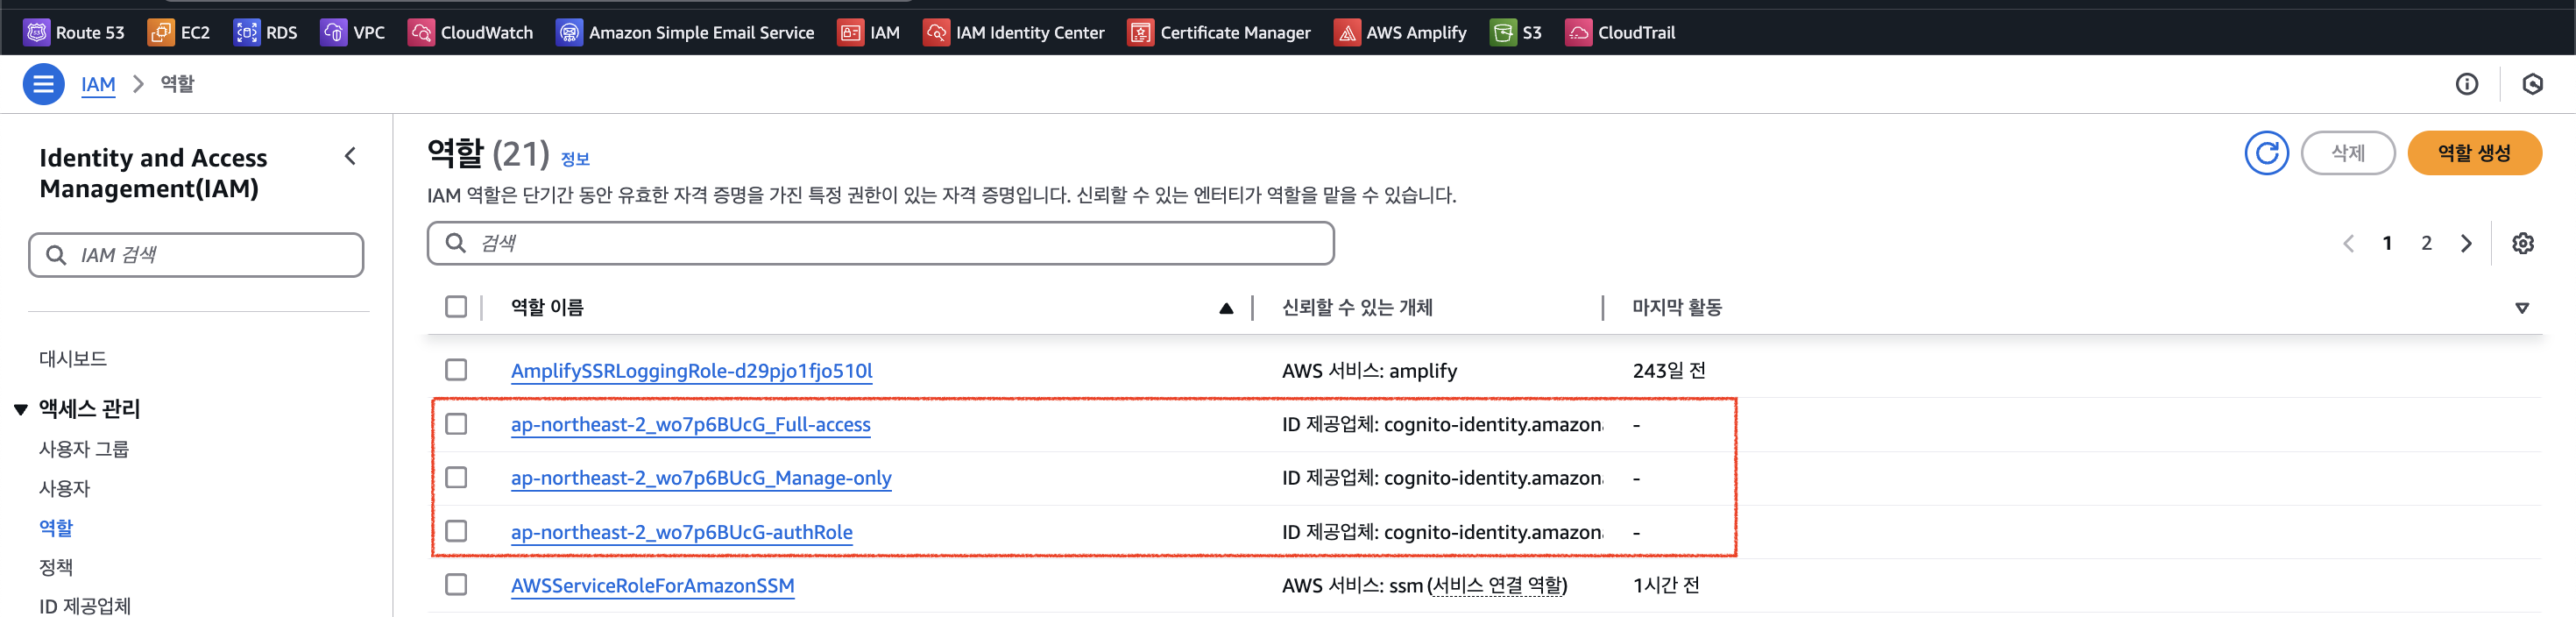 Route 53 EC2 RDS VPC CloudWatch Amazon Simple Email Service IAM IAM Identity Center Certificate Manager AWS Amplify S3 CloudTrail
IAM 역할
Identity and Access
Management(IAM)
IAM 검색
대시보드
액세스 관리
사용자 그룹
사용자
역할
정책
ID 제공업체
역할 (21) 정보
삭제 역할 생성
IAM 역할은 단기간 동안 유효한 자격 증명을 가진 특정 권한이 있는 자격 증명입니다. 신뢰할 수 있는 엔터티가 역할을 맡을 수 있습니다.
검색
1 2
역할 이름 신뢰할 수 있는 개체 마지막 활동
AmplifySSRLoggingRole-d29pjo1fjo510l AWS 서비스: amplify 243일 전
ap-northeast-2_wo7p6BUcG_Full-access ID 제공업체: cognito-identity.amazon -
ap-northeast-2_wo7p6BUcG_Manage-only ID 제공업체: cognito-identity.amazon -
ap-northeast-2_wo7p6BUcG-authRole ID 제공업체: cognito-identity.amazon -
AWSServiceRoleForAmazonSSM AWS 서비스: ssm (서비스 연결 역할) 1시간 전